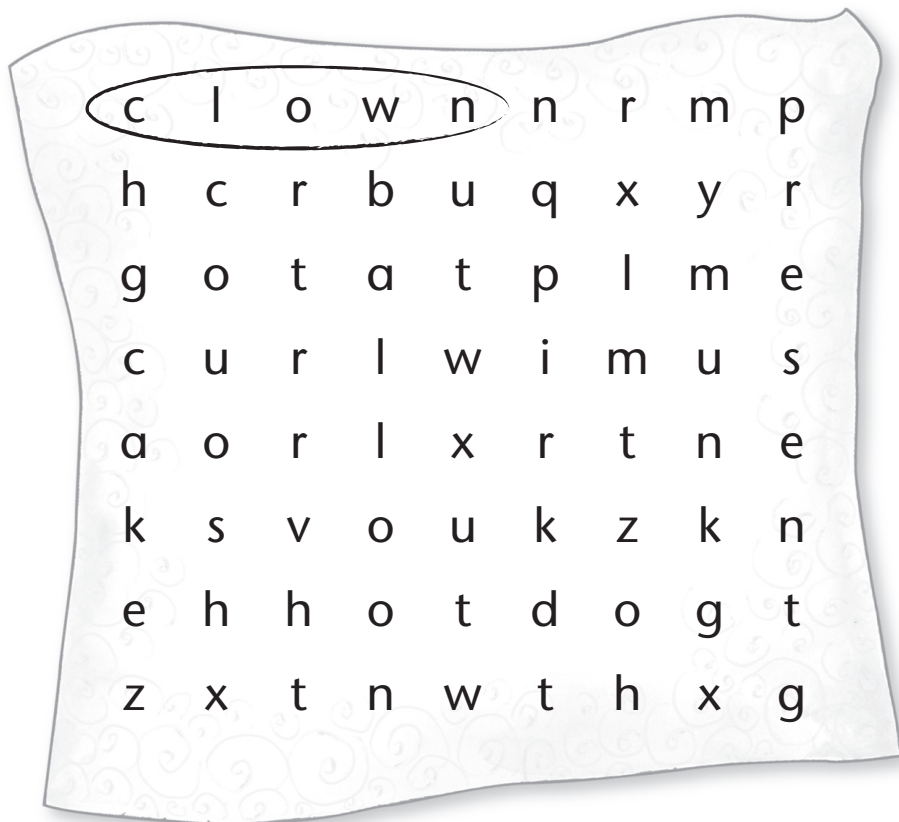 c l o w n n r m p
h c r b u q x y r
g o t a t p l m e
c u r l w i m u s
a o r l x r t n e
k s v o u k z k n
e h h o t d o g t
z x t n w t h x g